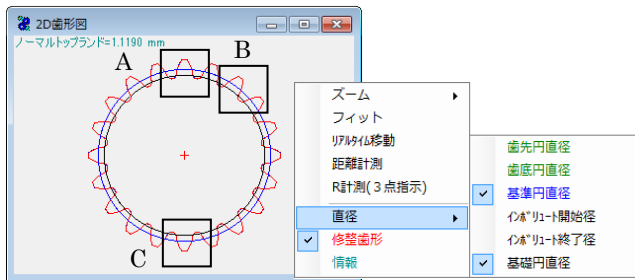 2D歯形図
ノーマルトップランド=1.1190 mm
A
B
C
ズーム
フィット
ﾘｱﾙﾀｲﾑ移動
距離計測
R計測(３点指示)
直径
修整歯形
情報
歯先円直径
歯底円直径
基準円直径
ｲﾝﾎﾞﾘｭｰﾄ開始径
ｲﾝﾎﾞﾘｭｰﾄ終了径
基礎円直径